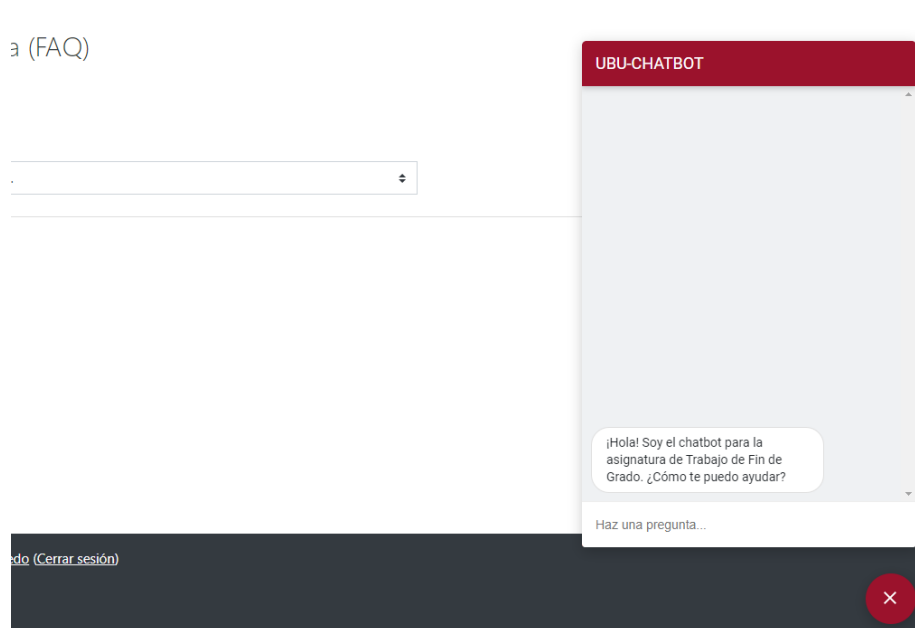 a (FAQ)
UBU-CHATBOT
.
¡Hola! Soy el chatbot para la
asignatura de Trabajo de Fin de
Grado. ¿Cómo te puedo ayudar?
Haz una pregunta...
edo (Cerrar sesión)